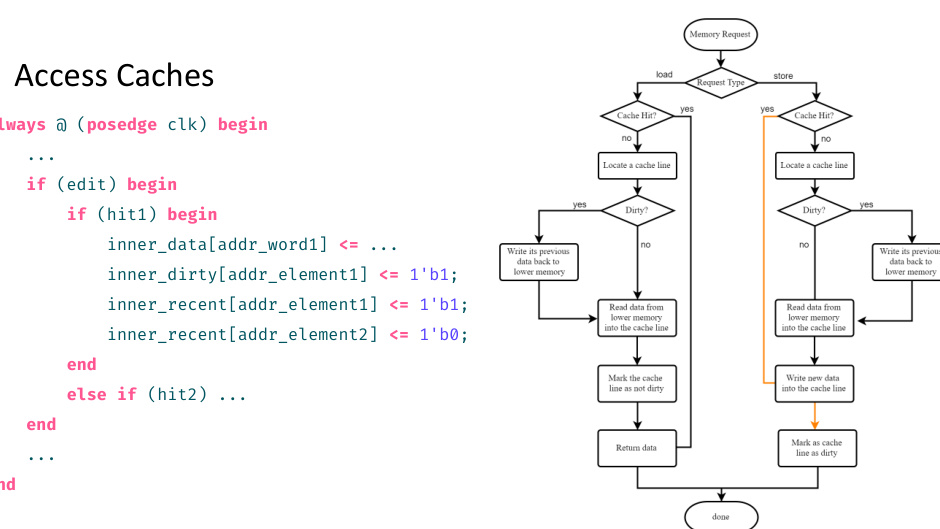 Access Caches
lways @ (posedge clk) begin
...
if (edit) begin
if (hit1) begin
inner_data[addr_word1] <= ...
inner_dirty[addr_element1] <= 1'b1;
inner_recent[addr_element1] <= 1'b1;
inner_recent[addr_element2] <= 1'b0;
end
else if (hit2) ...
end
...
nd
Memory Request
load
Request Type
store
Cache Hit?
yes
no
Locate a cache line
Dirty?
yes
no
Write its previous
data back to
lower memory
Read data from
lower memory
into the cache line
Mark the cache
line as not dirty
Return data
yes
Cache Hit?
no
Locate a cache line
Dirty?
yes
no
Write its previous
data back to
lower memory
Read data from
lower memory
into the cache line
Write new data
into the cache line
Mark as cache
line as dirty
done